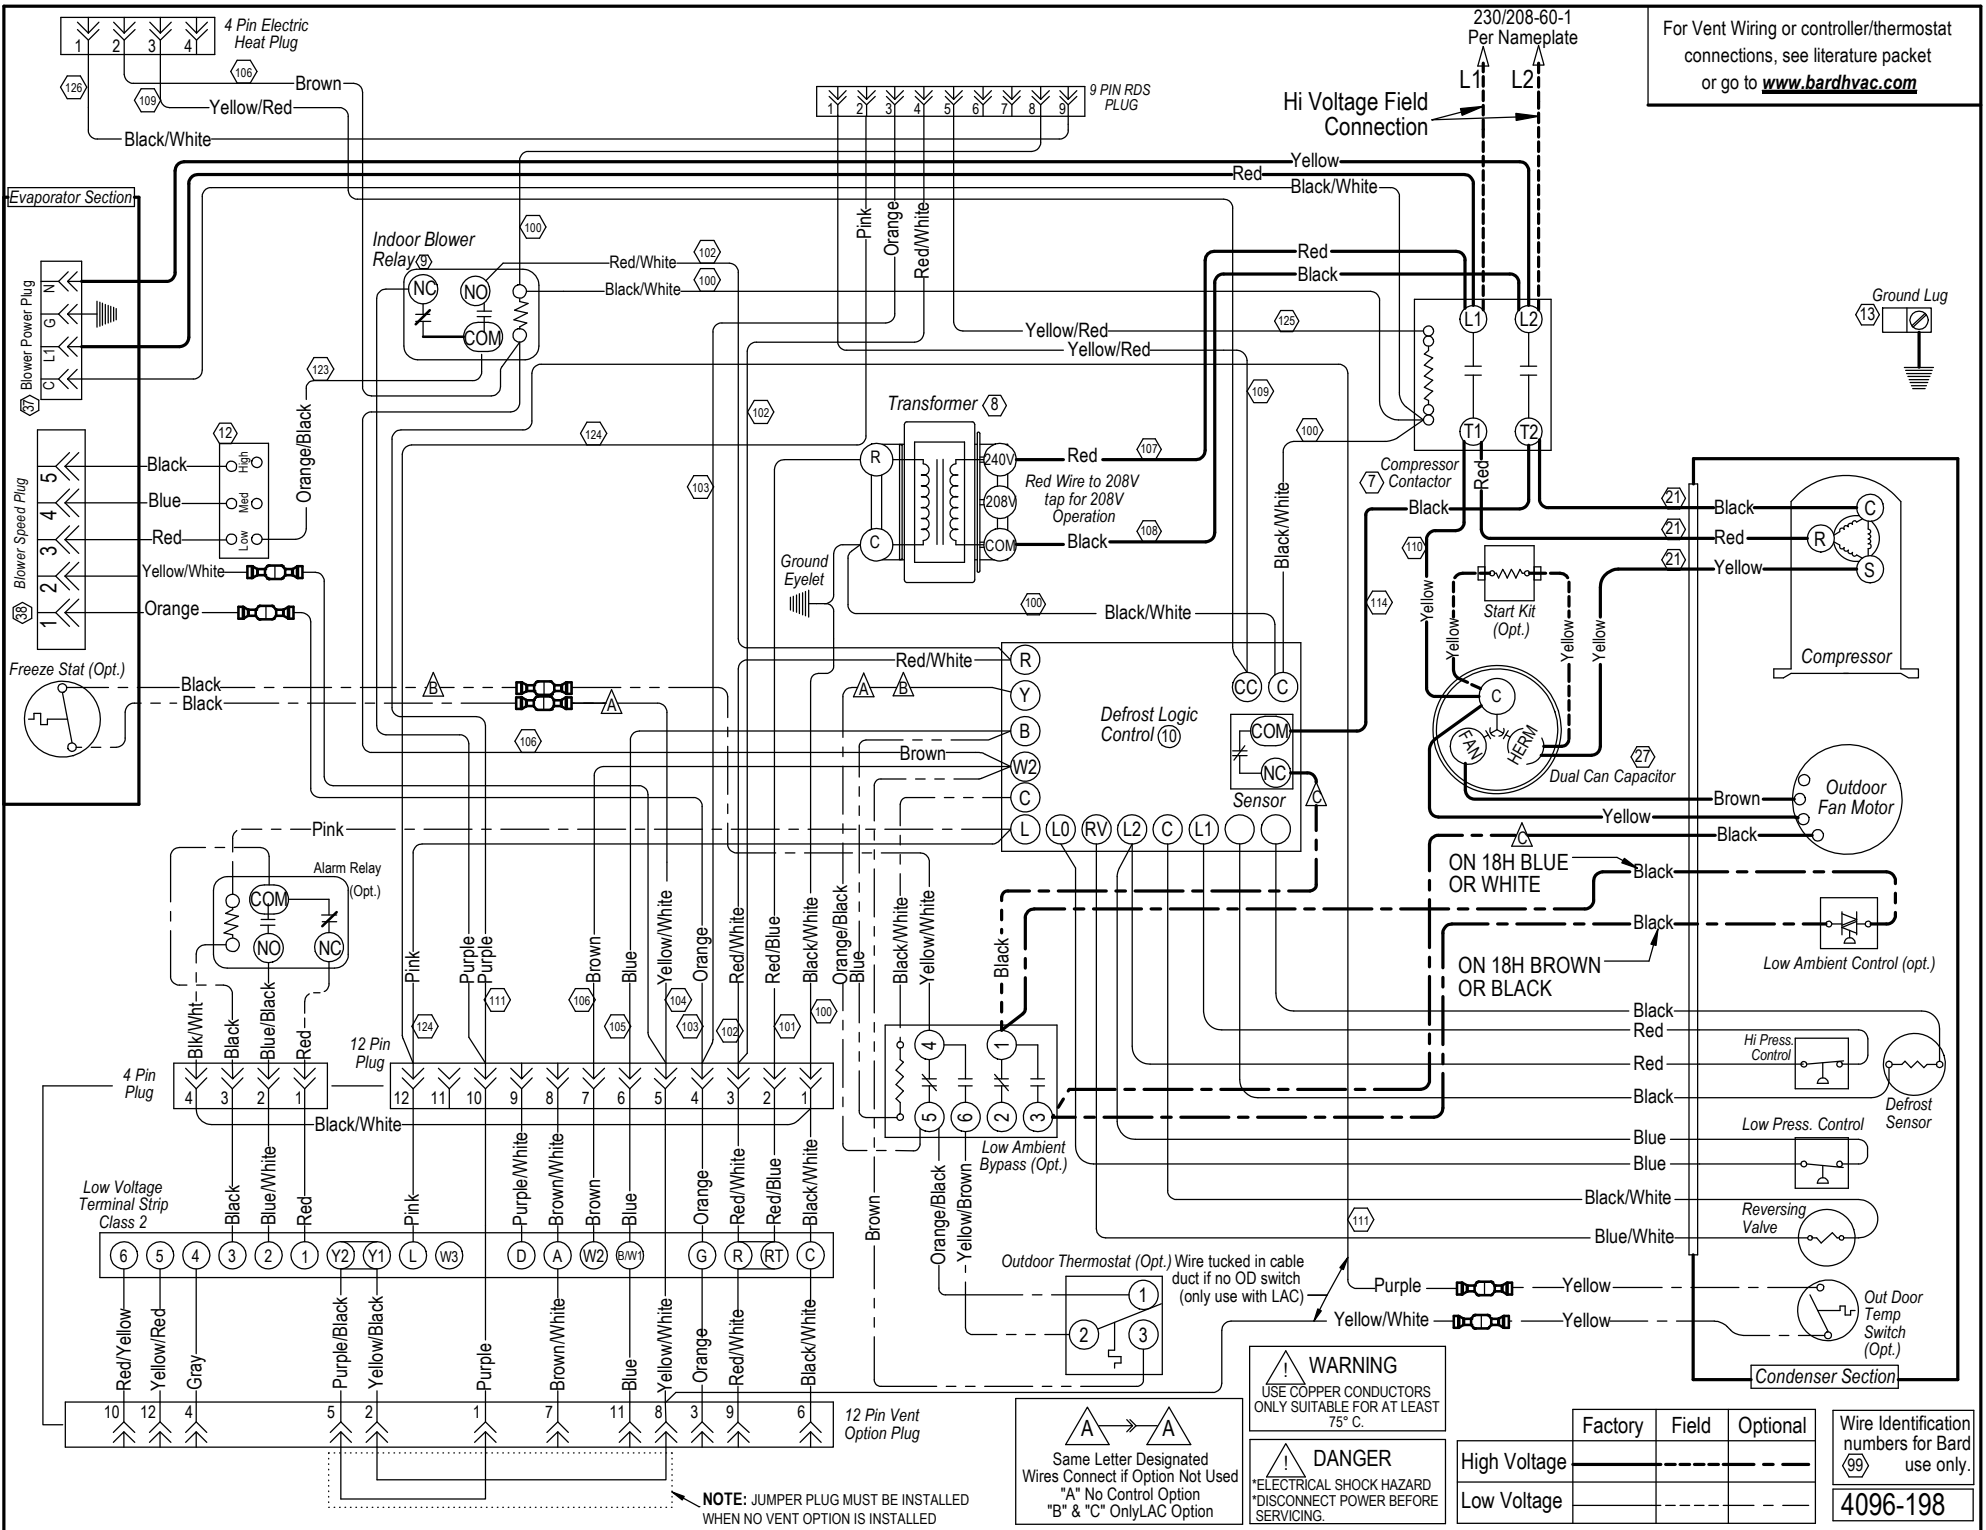 4 Pin Electric
Heat Plug
1 2 3 4
126
106
Brown
109
Yellow/Red
Black/White
9 PIN RDS
PLUG
1 2 3 4 5 6 7 8 9
230/208-60-1
Per Nameplate
L1 L2
Hi Voltage Field
Connection
For Vent Wiring or controller/thermostat
connections, see literature packet
or go to www.bardhvac.com
Yellow
Red
Black/White
Evaporator Section
Blower Power Plug
N
G
L1
C
37
Indoor Blower
Relay 9
NC NO
COM
100
Red/White 102
Black/White 100
Pink
Orange
Red/White
Red
Black
Yellow/Red 125
Yellow/Red
109
L1 L2
T1 T2
Compressor
Contactor
7
Ground Lug
13
123
Orange/Black
124
102
103
Transformer 8
R
C
240V
208V
COM
Red 107
Red Wire to 208V
tap for 208V
Operation
Black 108
100
Black/White
Ground
Eyelet
100 Black/White
Blower Speed Plug
5
4
3
2
1
38
12
High
Med
Low
Black
Blue
Red
Yellow/White
Orange
Freeze Stat (Opt.)
Black B
Black A
106
Red
Black
110
Yellow
114
Start Kit
(Opt.)
Yellow
Yellow
Yellow
C
FAN
HERM
Dual Can Capacitor 27
21 Black
21 Red
21 Yellow
C
R
S
Compressor
Red/White
A B
Brown
R
Y
B
W2
C
L
Defrost Logic
Control 10
CC C
COM
NC
Sensor
C
L0 RV L2 C L1
Brown
Yellow
Black
C
Outdoor
Fan Motor
ON 18H BLUE
OR WHITE
Black
Black
ON 18H BROWN
OR BLACK
Low Ambient Control (opt.)
Pink
Alarm Relay
(Opt.)
COM
NO NC
Blk/Wht
Black
Blue/Black
Red
Pink
Purple
Purple
Brown
Blue
Yellow/White
Orange
Red/White
Red/Blue
Black/White
Orange/Black
Blue
Black/White
Yellow/White
Black
124
111
106
105
104
103
102
101
100
4 Pin
Plug
4 3 2 1
12 Pin
Plug
12 11 10 9 8 7 6 5 4 3 2 1
Black/White
4 1
5 6 2 3
Low Ambient
Bypass (Opt.)
Black
Red
Red
Black
Hi Press.
Control
Defrost
Sensor
Low Press. Control
Blue
Blue
Black/White
Blue/White
Reversing
Valve
Low Voltage
Terminal Strip
Class 2
Black
Blue/White
Red
Pink
Purple/White
Brown/White
Brown
Blue
Orange
Red/White
Red/Blue
Black/White
6 5 4 3 2 1 Y2 Y1 L W3 D A W2 B/W1 G R RT C
Red/Yellow
Yellow/Red
Gray
Purple/Black
Yellow/Black
Purple
Brown/White
Blue
Yellow/White
Orange
Red/White
Black/White
Brown
Orange/Black
Yellow/Brown
Outdoor Thermostat (Opt.)
1
2 3
Wire tucked in cable
duct if no OD switch
(only use with LAC)
111
Purple Yellow
Yellow/White Yellow
Out Door
Temp
Switch
(Opt.)
Condenser Section
10 12 4 5 2 1 7 11 8 3 9 6
12 Pin Vent
Option Plug
NOTE: JUMPER PLUG MUST BE INSTALLED
WHEN NO VENT OPTION IS INSTALLED
A A
Same Letter Designated
Wires Connect if Option Not Used
"A" No Control Option
"B" & "C" OnlyLAC Option
! WARNING
USE COPPER CONDUCTORS
ONLY SUITABLE FOR AT LEAST
75° C.
! DANGER
*ELECTRICAL SHOCK HAZARD
*DISCONNECT POWER BEFORE
SERVICING.
Factory Field Optional
High Voltage
Low Voltage
Wire Identification
numbers for Bard
99 use only.
4096-198